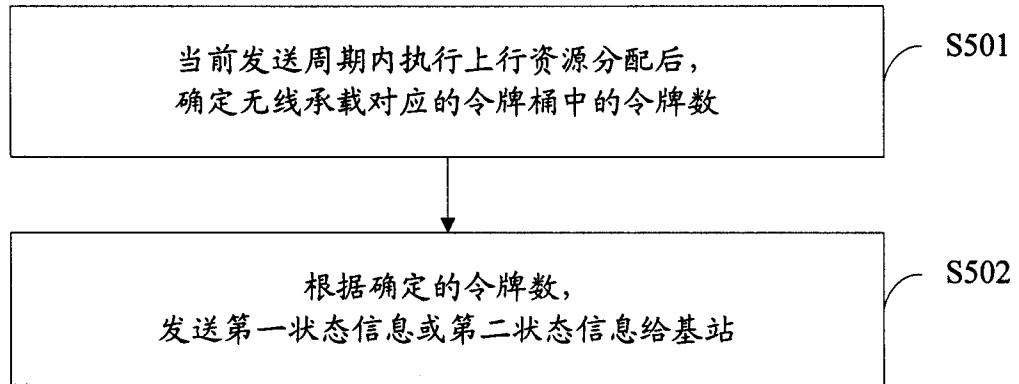 当前发送周期内执行上行资源分配后，
确定无线承载对应的令牌桶中的令牌数
S501
根据确定的令牌数，
发送第一状态信息或第二状态信息给基站
S502